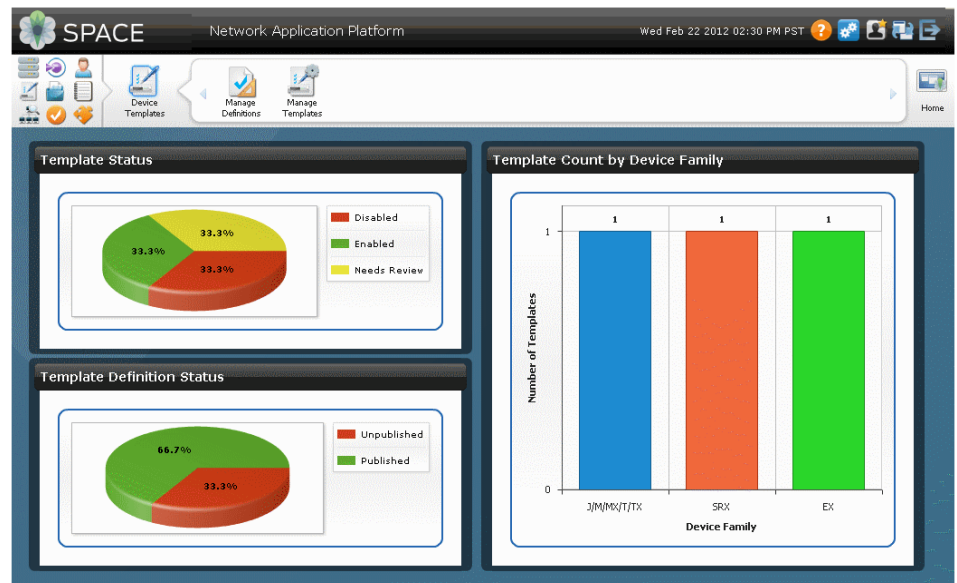 SPACE
Network Application Platform
Wed Feb 22 2012 02:30 PM PST
?
Device
Templates
Manage
Definitions
Manage
Templates
Home
Template Status
33.3%
33.3%
33.3%
Disabled
Enabled
Needs Review
Template Definition Status
66.7%
33.3%
Unpublished
Published
Template Count by Device Family
1
1
1
1
Number of Templates
0
J/M/MX/T/TX
SRX
EX
Device Family